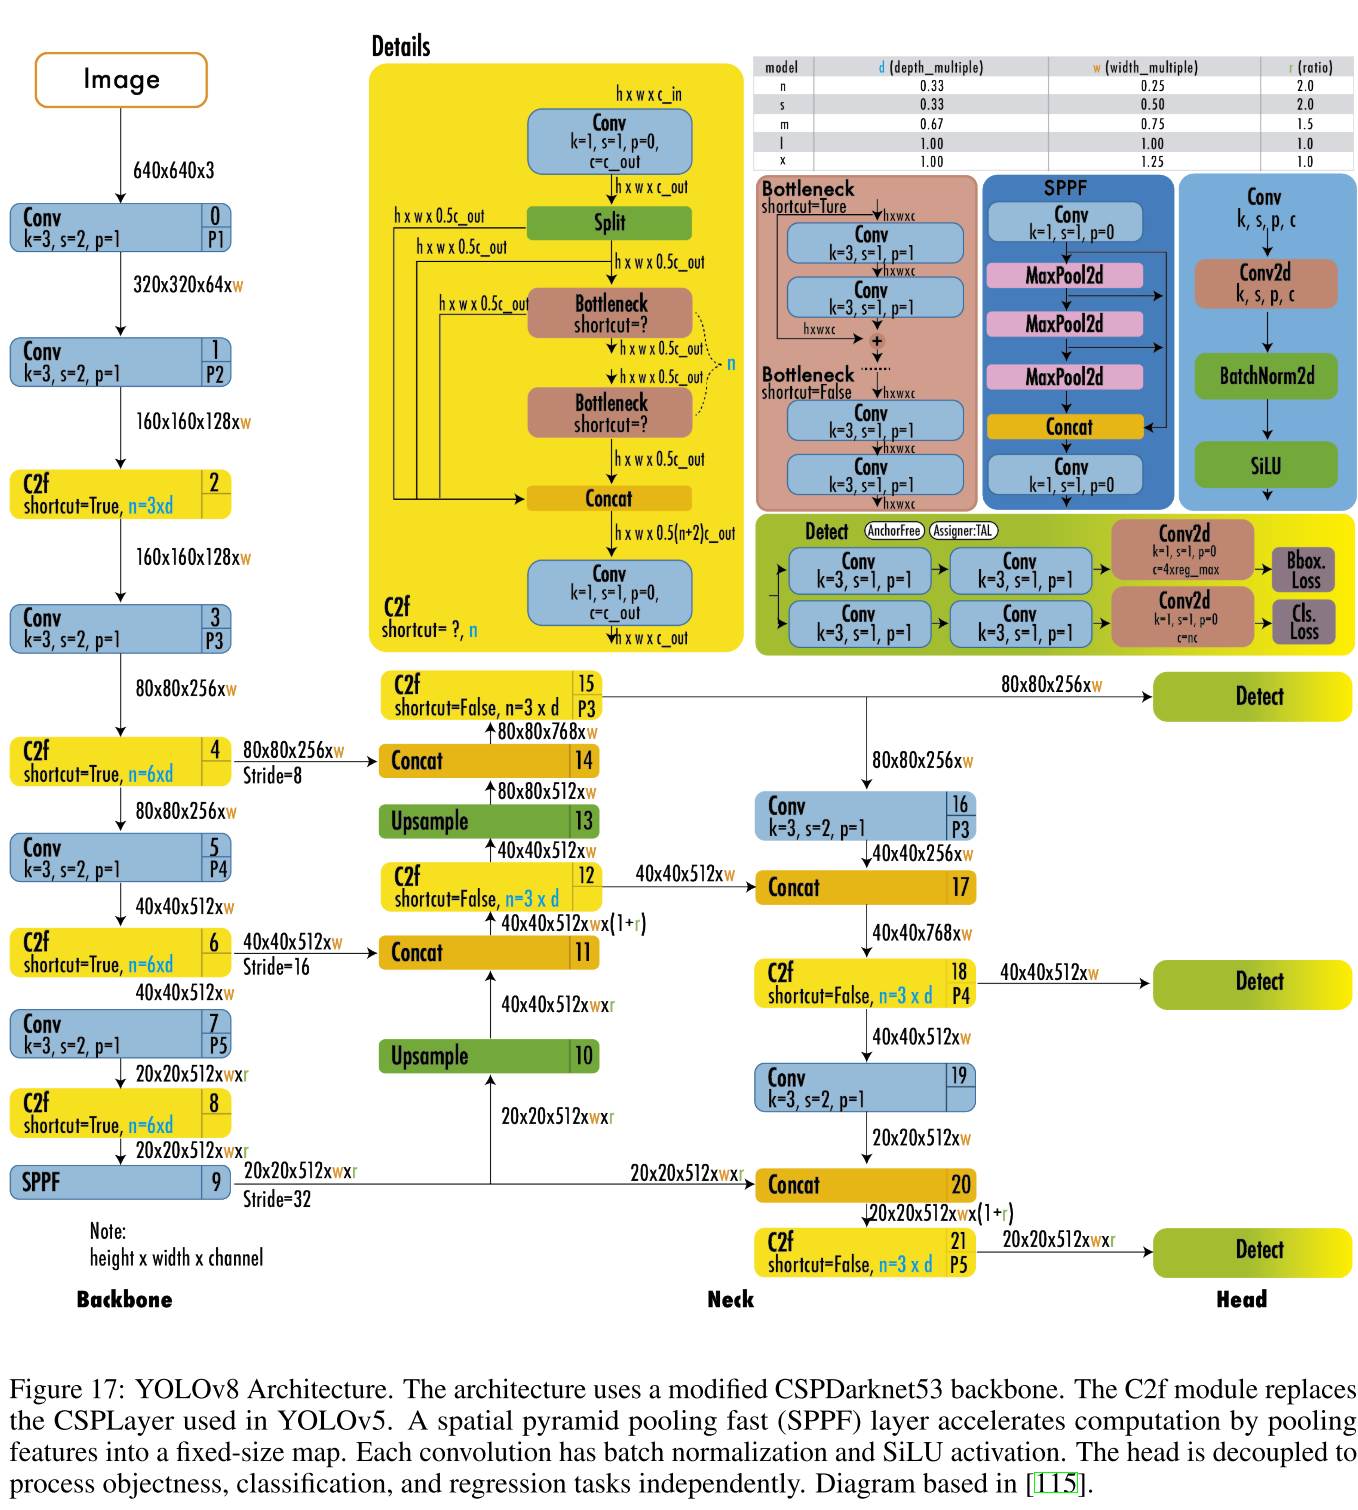 Image
640x640x3
Conv
k=3, s=2, p=1
0
P1
320x320x64xw
Conv
k=3, s=2, p=1
1
P2
160x160x128xw
C2f
shortcut=True, n=3xd
2
160x160x128xw
Conv
k=3, s=2, p=1
3
P3
80x80x256xw
C2f
shortcut=True, n=6xd
4
80x80x256xw
Stride=8
80x80x256xw
Conv
k=3, s=2, p=1
5
P4
40x40x512xw
C2f
shortcut=True, n=6xd
6
40x40x512xw
Stride=16
40x40x512xw
Conv
k=3, s=2, p=1
7
P5
20x20x512xwxr
C2f
shortcut=True, n=6xd
8
20x20x512xwxr
SPPF
9
20x20x512xwxr
Stride=32
Note:
height x width x channel
Backbone
Details
h x w x c_in
Conv
k=1, s=1, p=0,
c=c_out
h x w x c_out
Split
h x w x 0.5c_out
h x w x 0.5c_out
h x w x 0.5c_out
h x w x 0.5c_out
Bottleneck
shortcut=?
h x w x 0.5c_out
n
h x w x 0.5c_out
Bottleneck
shortcut=?
h x w x 0.5c_out
Concat
h x w x 0.5(n+2)c_out
Conv
k=1, s=1, p=0,
c=c_out
h x w x c_out
C2f
shortcut= ?, n
model d (depth_multiple) w (width_multiple) r (ratio)
n 0.33 0.25 2.0
s 0.33 0.50 2.0
m 0.67 0.75 1.5
l 1.00 1.00 1.0
x 1.00 1.25 1.0
Bottleneck
shortcut=Ture
hxwxc
Conv
k=3, s=1, p=1
hxwxc
Conv
k=3, s=1, p=1
hxwxc
+
Bottleneck
shortcut=False
hxwxc
Conv
k=3, s=1, p=1
hxwxc
Conv
k=3, s=1, p=1
hxwxc
SPPF
Conv
k=1, s=1, p=0
MaxPool2d
MaxPool2d
MaxPool2d
Concat
Conv
k=1, s=1, p=0
Conv
k, s, p, c
Conv2d
k, s, p, c
BatchNorm2d
SiLU
Detect
AnchorFree
Assigner:TAL
Conv
k=3, s=1, p=1
Conv
k=3, s=1, p=1
Conv2d
k=1, s=1, p=0
c=4xreg_max
Bbox.
Loss
Conv
k=3, s=1, p=1
Conv
k=3, s=1, p=1
Conv2d
k=1, s=1, p=0
c=nc
Cls.
Loss
C2f
shortcut=False, n=3 x d
15
P3
80x80x768xw
Concat
14
80x80x512xw
Upsample
13
40x40x512xw
C2f
shortcut=False, n=3 x d
12
40x40x512xw
40x40x512xwx(1+r)
Concat
11
40x40x512xwxr
Upsample
10
20x20x512xwxr
20x20x512xwxr
80x80x256xw
Detect
80x80x256xw
Conv
k=3, s=2, p=1
16
P3
40x40x256xw
Concat
17
40x40x768xw
C2f
shortcut=False, n=3 x d
18
P4
40x40x512xw
Detect
40x40x512xw
Conv
k=3, s=2, p=1
19
20x20x512xw
Concat
20
20x20x512xwx(1+r)
C2f
shortcut=False, n=3 x d
21
P5
20x20x512xwxr
Detect
Neck
Head
Figure 17: YOLOv8 Architecture. The architecture uses a modified CSPDarknet53 backbone. The C2f module replaces
the CSPLayer used in YOLOv5. A spatial pyramid pooling fast (SPPF) layer accelerates computation by pooling
features into a fixed-size map. Each convolution has batch normalization and SiLU activation. The head is decoupled to
process objectness, classification, and regression tasks independently. Diagram based in [115].